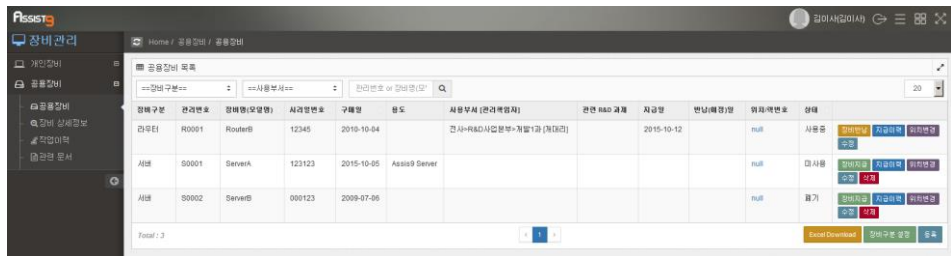 Assist9
김이사(김이사)
장비관리
Home / 공용장비 / 공용장비
개인장비
공용장비
공용장비
장비 상세정보
작업이력
관련 문서
공용장비 목록
==장비구분== ==사용부서== 관리번호 or 장비명(모 20
장비구분 관리번호 장비명(모델명) 시리얼번호 구매일 용도 사용부서 [관리책임자] 관련 R&D 과제 지급일 반납(예정)일 위치/랙번호 상태
라우터 R0001 RouterB 12345 2010-10-04 전사>R&D사업본부>개발1과 [개대리] 2015-10-12 null 사용중 장비반납 지급이력 위치변경
수정
서버 S0001 ServerA 123123 2015-10-05 Assis9 Server null 미사용 장비지급 지급이력 위치변경
수정 삭제
서버 S0002 ServerB 000123 2009-07-06 null 폐기 장비지급 지급이력 위치변경
수정 삭제
Total : 3 1 Excel Download 장비구분 설정 등록